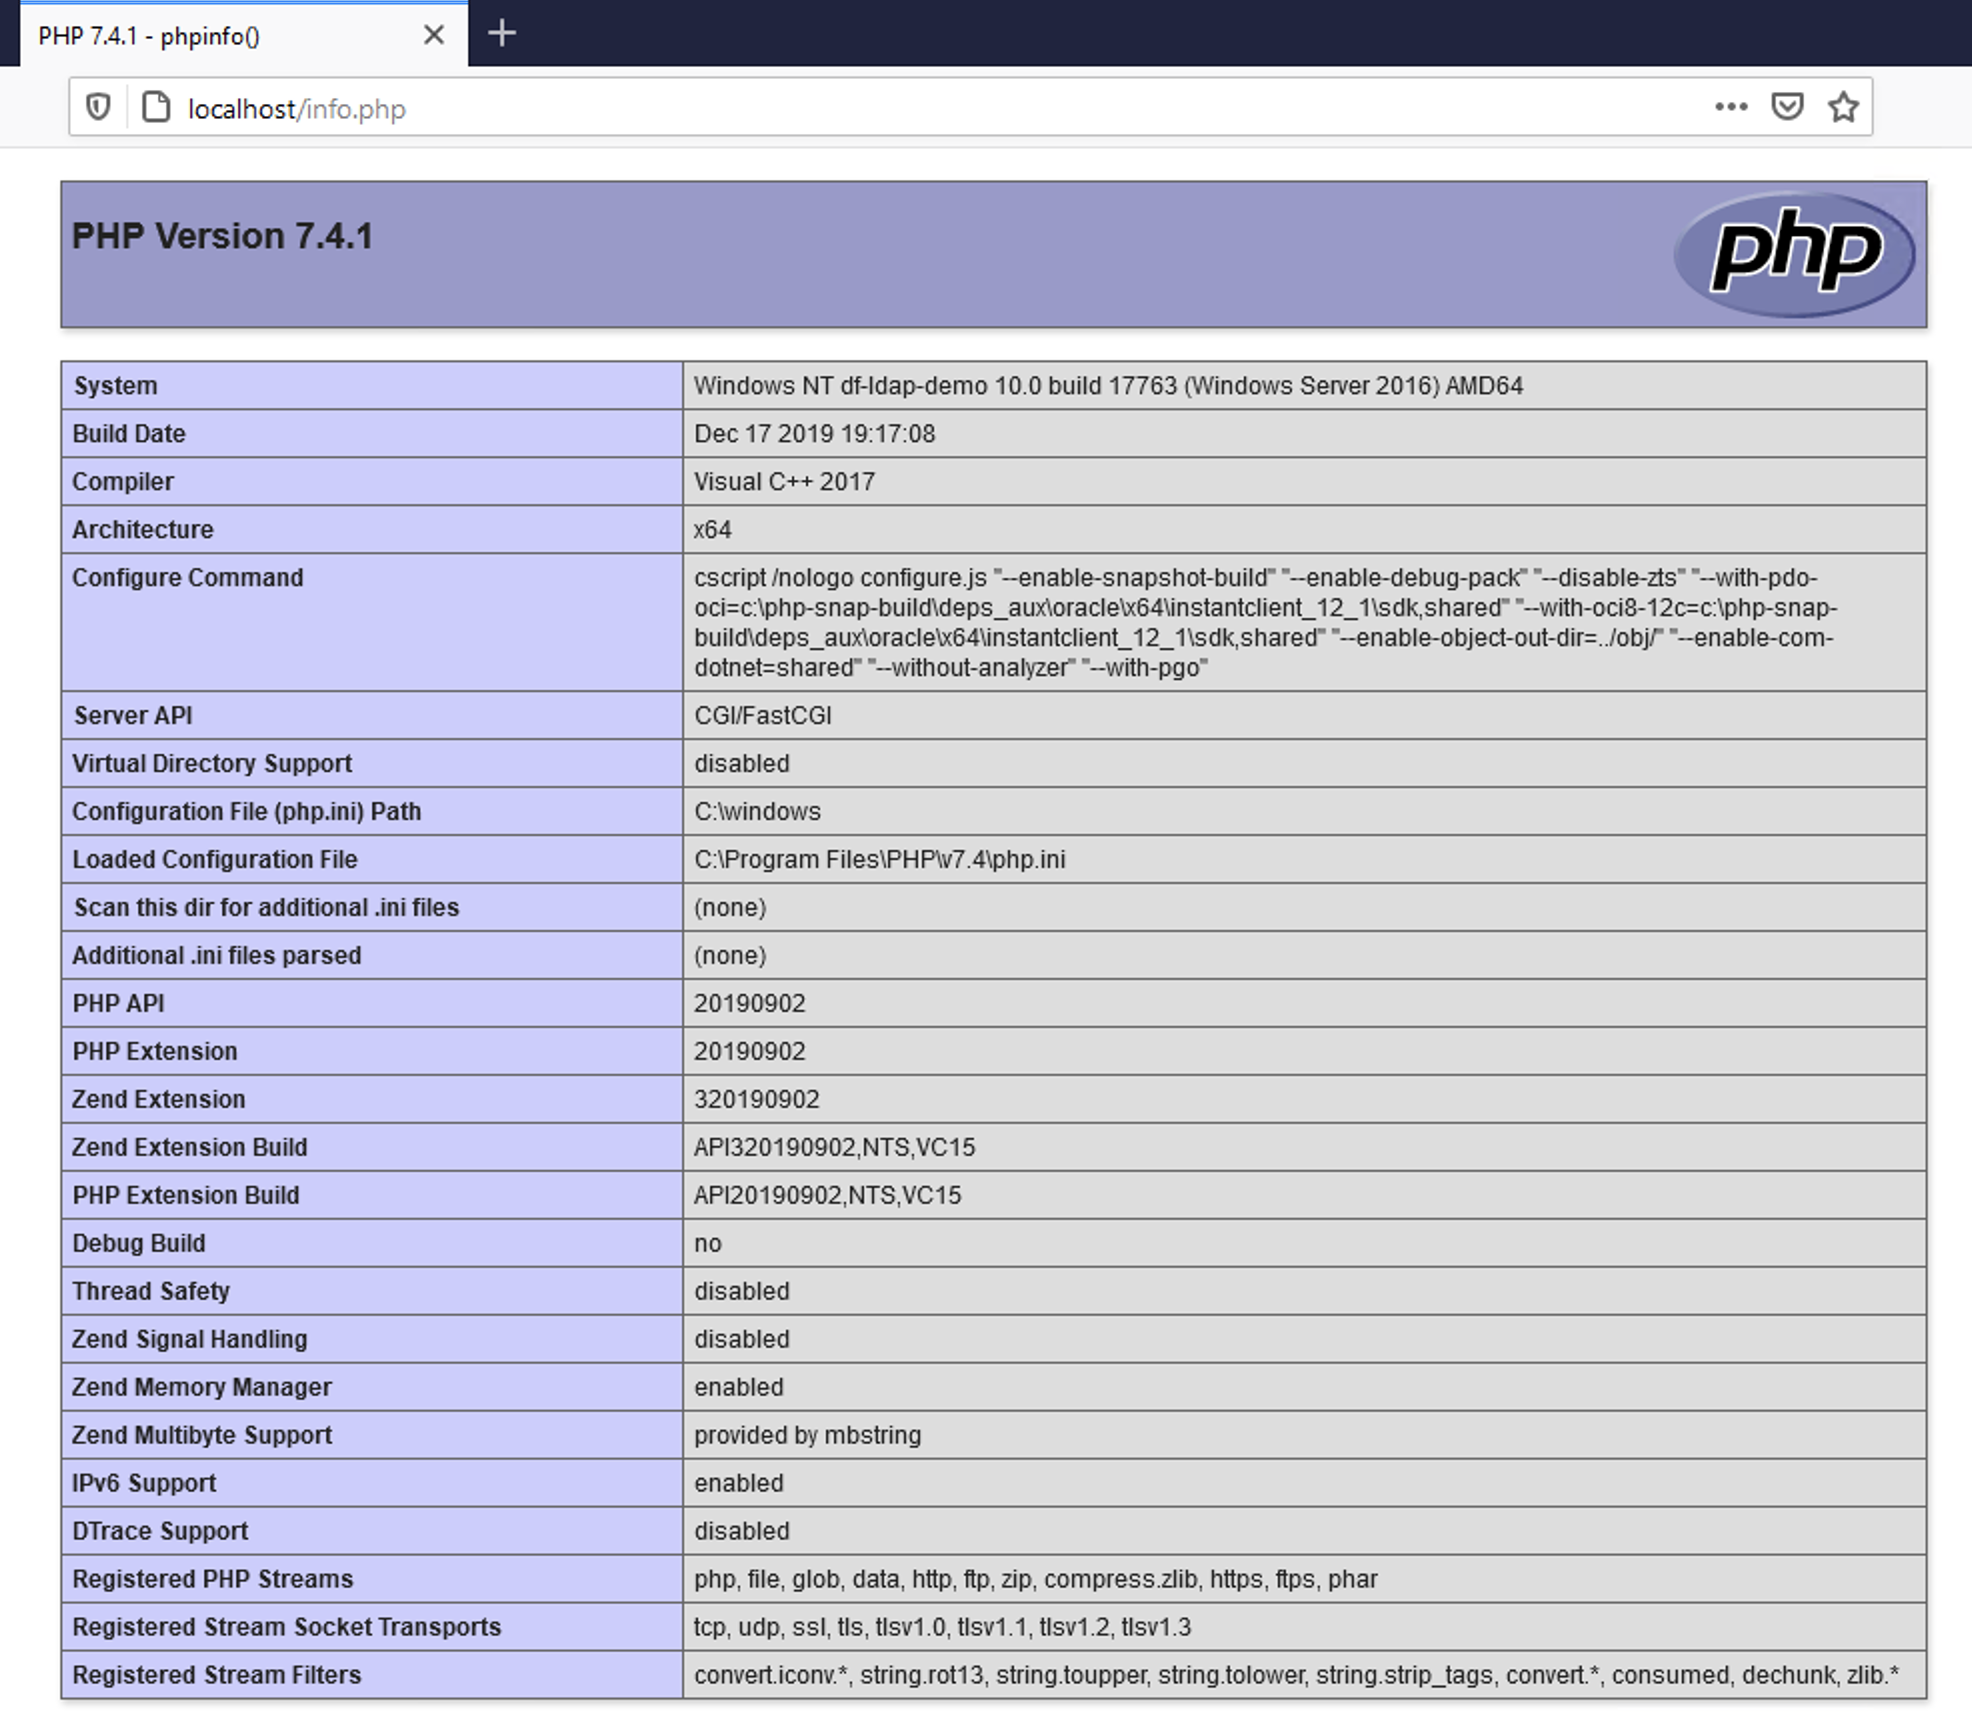 PHP 7.4.1 - phpinfo()
localhost/info.php
PHP Version 7.4.1
php
System Windows NT df-ldap-demo 10.0 build 17763 (Windows Server 2016) AMD64
Build Date Dec 17 2019 19:17:08
Compiler Visual C++ 2017
Architecture x64
Configure Command cscript /nologo configure.js "--enable-snapshot-build" "--enable-debug-pack" "--disable-zts" "--with-pdo-
oci=c:\php-snap-build\deps_aux\oracle\x64\instantclient_12_1\sdk,shared" "--with-oci8-12c=c:\php-snap-
build\deps_aux\oracle\x64\instantclient_12_1\sdk,shared" "--enable-object-out-dir=../obj/" "--enable-com-
dotnet=shared" "--without-analyzer" "--with-pgo"
Server API CGI/FastCGI
Virtual Directory Support disabled
Configuration File (php.ini) Path C:\windows
Loaded Configuration File C:\Program Files\PHP\v7.4\php.ini
Scan this dir for additional .ini files (none)
Additional .ini files parsed (none)
PHP API 20190902
PHP Extension 20190902
Zend Extension 320190902
Zend Extension Build API320190902,NTS,VC15
PHP Extension Build API20190902,NTS,VC15
Debug Build no
Thread Safety disabled
Zend Signal Handling disabled
Zend Memory Manager enabled
Zend Multibyte Support provided by mbstring
IPv6 Support enabled
DTrace Support disabled
Registered PHP Streams php, file, glob, data, http, ftp, zip, compress.zlib, https, ftps, phar
Registered Stream Socket Transports tcp, udp, ssl, tls, tlsv1.0, tlsv1.1, tlsv1.2, tlsv1.3
Registered Stream Filters convert.iconv.*, string.rot13, string.toupper, string.tolower, string.strip_tags, convert.*, consumed, dechunk, zlib.*